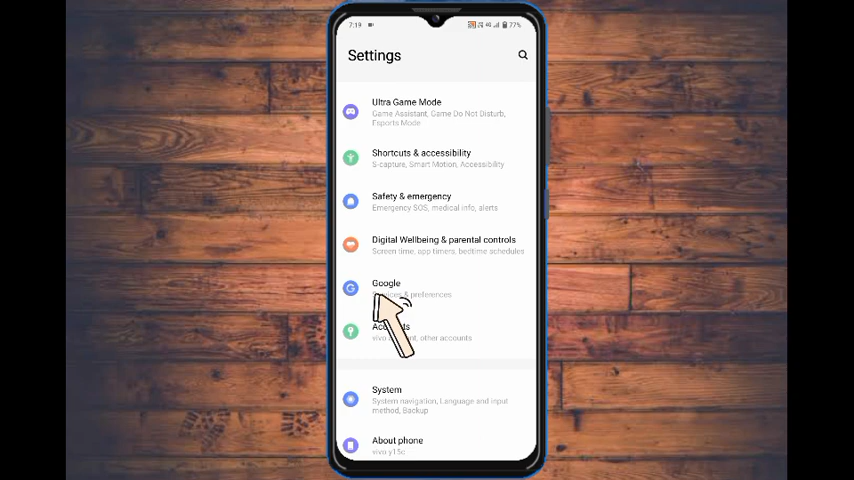 7:19
4G 77%
Settings
Ultra Game Mode
Game Assistant, Game Do Not Disturb,
Esports Mode
Shortcuts & accessibility
S-capture, Smart Motion, Accessibility
Safety & emergency
Emergency SOS, medical info, alerts
Digital Wellbeing & parental controls
Screen time, app timers, bedtime schedules
Google
& preferences
vivo other accounts
System
System navigation, Language and input
method, Backup
About phone
vivo y15c